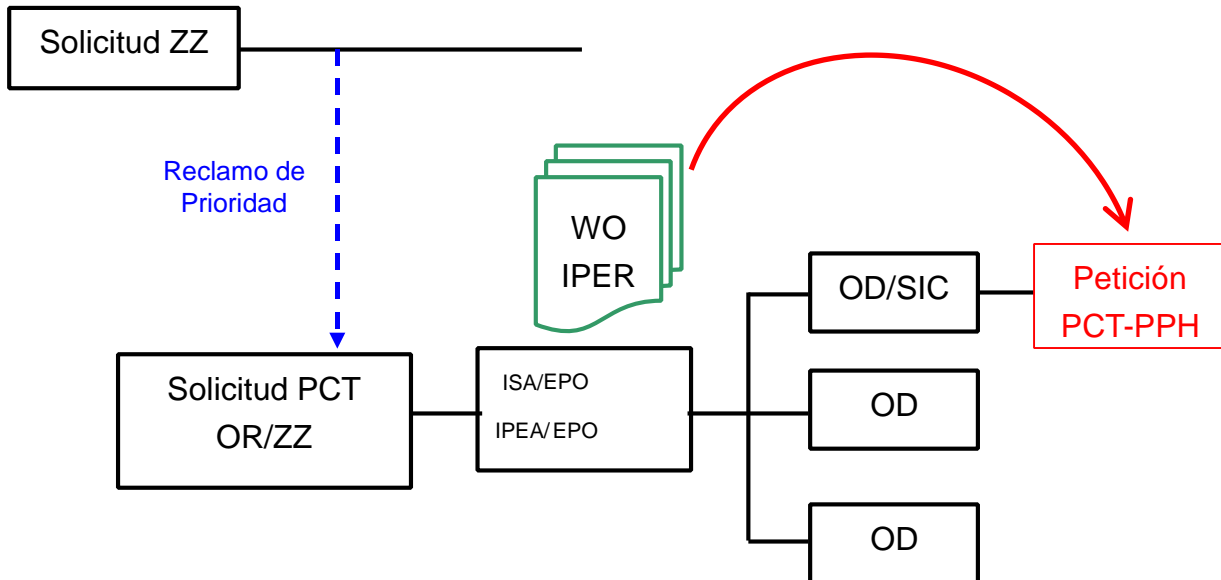 Solicitud ZZ
Reclamo de
Prioridad
WO
IPER
OD/SIC
Petición
PCT-PPH
Solicitud PCT
OR/ZZ
ISA/EPO
IPEA/ EPO
OD
OD